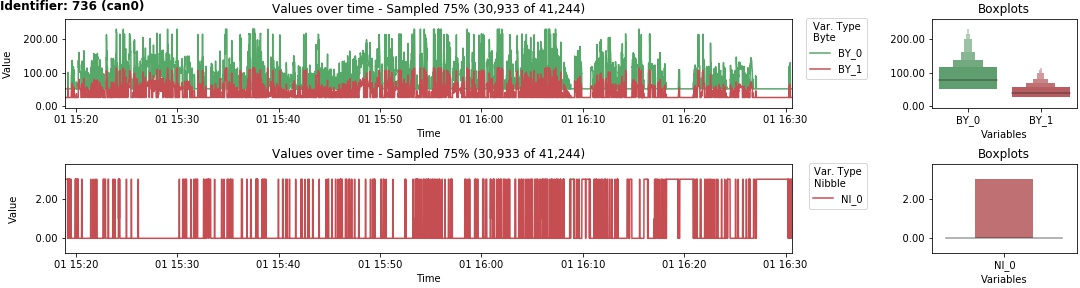 Identifier: 736 (can0)
Values over time - Sampled 75% (30,933 of 41,244)
Value
200.00
100.00
0.00
01 15:20 01 15:30 01 15:40 01 15:50 01 16:00 01 16:10 01 16:20 01 16:30
Time
Var. Type
Byte
BY_0
BY_1
Boxplots
200.00
100.00
0.00
BY_0 BY_1
Variables
Values over time - Sampled 75% (30,933 of 41,244)
Value
2.00
0.00
01 15:20 01 15:30 01 15:40 01 15:50 01 16:00 01 16:10 01 16:20 01 16:30
Time
Var. Type
Nibble
NI_0
Boxplots
2.00
0.00
NI_0
Variables